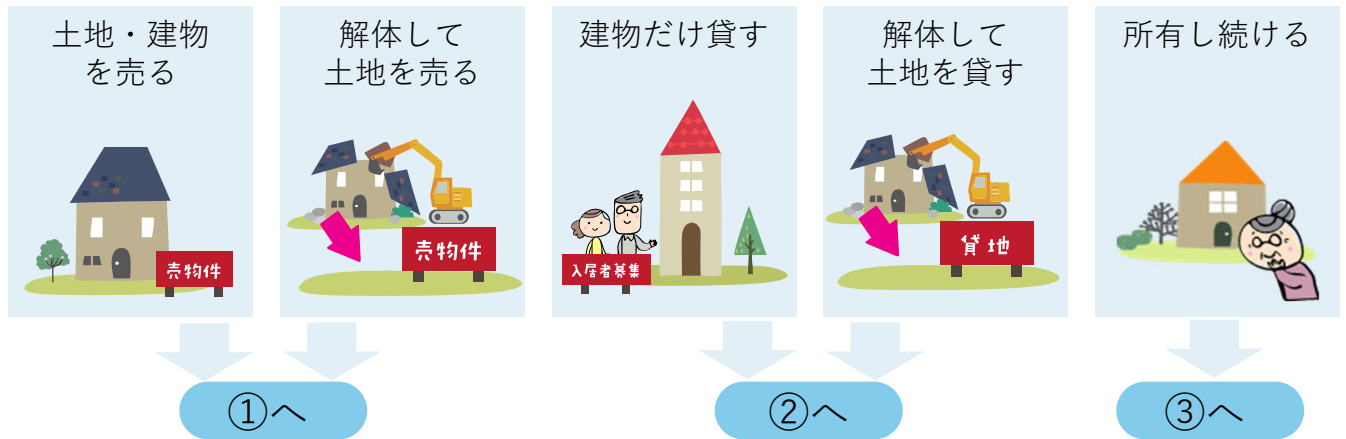 土地・建物
を売る
売物件
解体して
土地を売る
売物件
建物だけ貸す
入居者募集
解体して
土地を貸す
貸地
所有し続ける
①へ
②へ
③へ